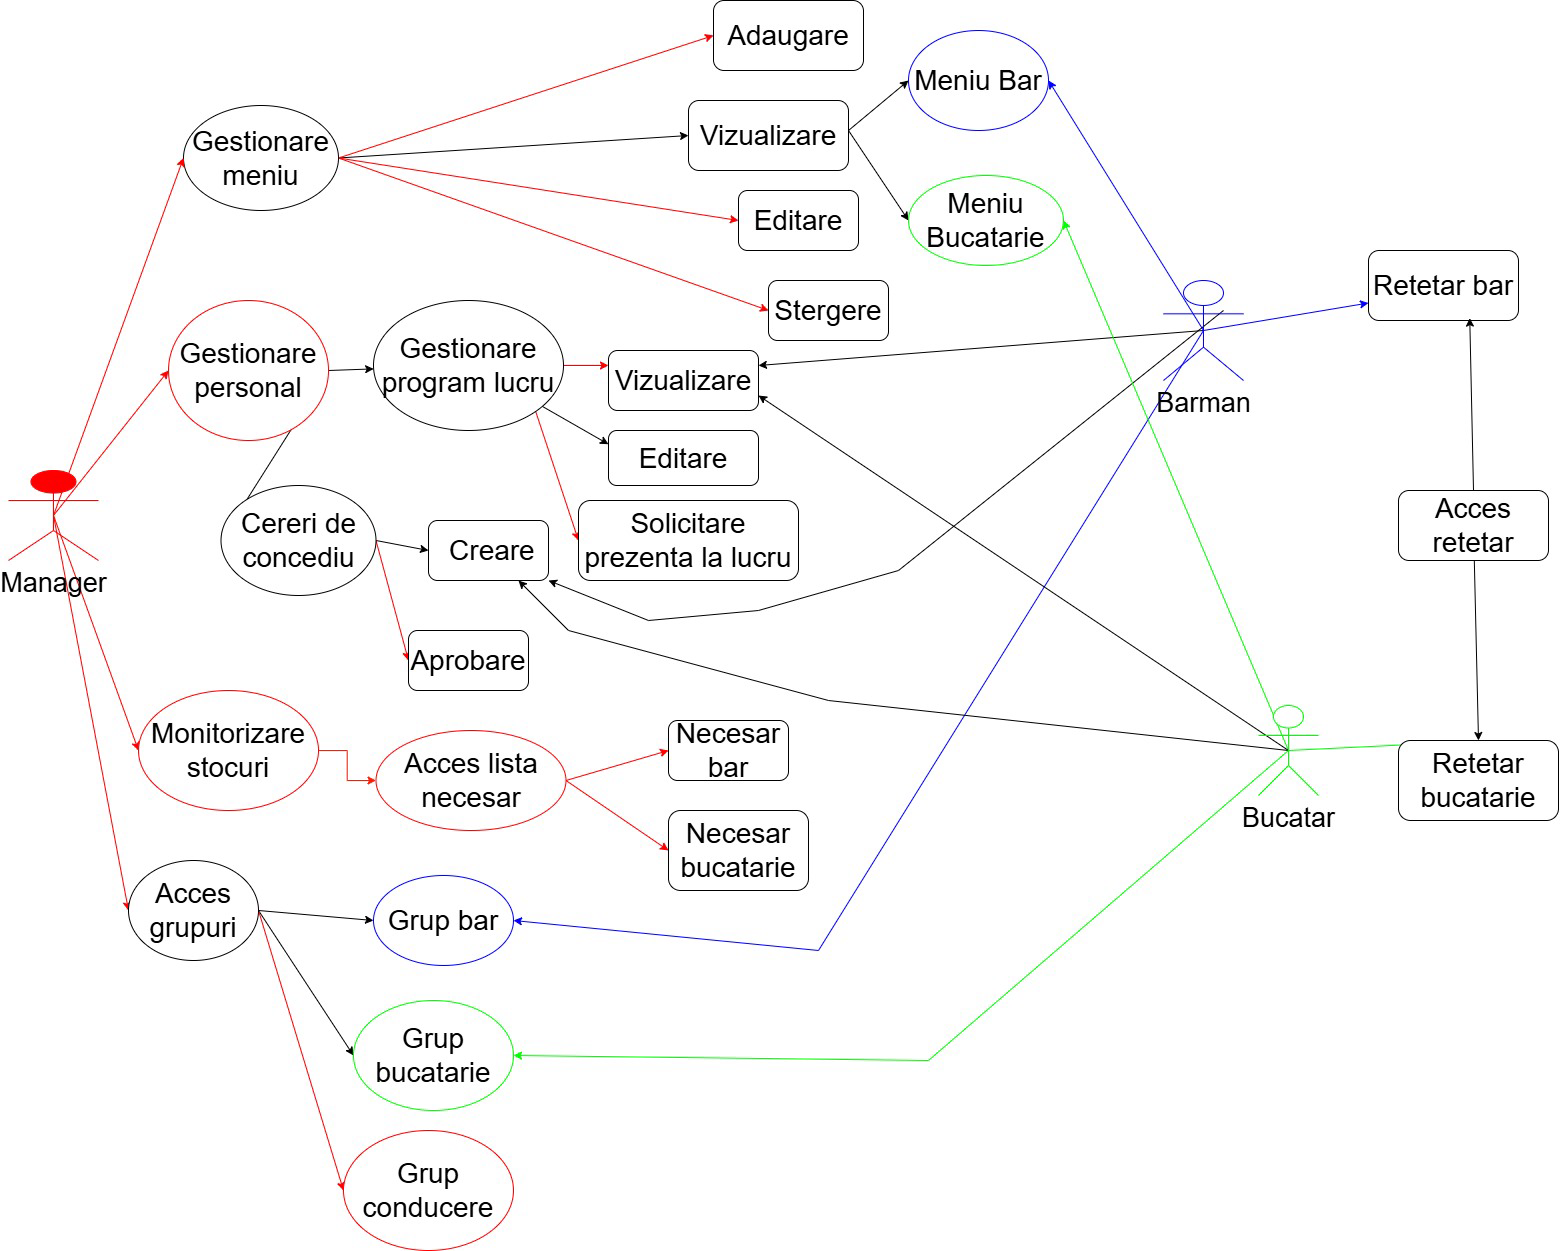 Adaugare
Meniu Bar
Vizualizare
Gestionare
meniu
Meniu
Bucatarie
Editare
Stergere
Retetar bar
Gestionare
personal
Gestionare
program lucru
Vizualizare
Barman
Editare
Cereri de
concediu
Creare
Solicitare
prezenta la lucru
Acces
retetar
Manager
Aprobare
Monitorizare
stocuri
Acces lista
necesar
Necesar
bar
Retetar
bucatarie
Bucatar
Necesar
bucatarie
Acces
grupuri
Grup bar
Grup
bucatarie
Grup
conducere